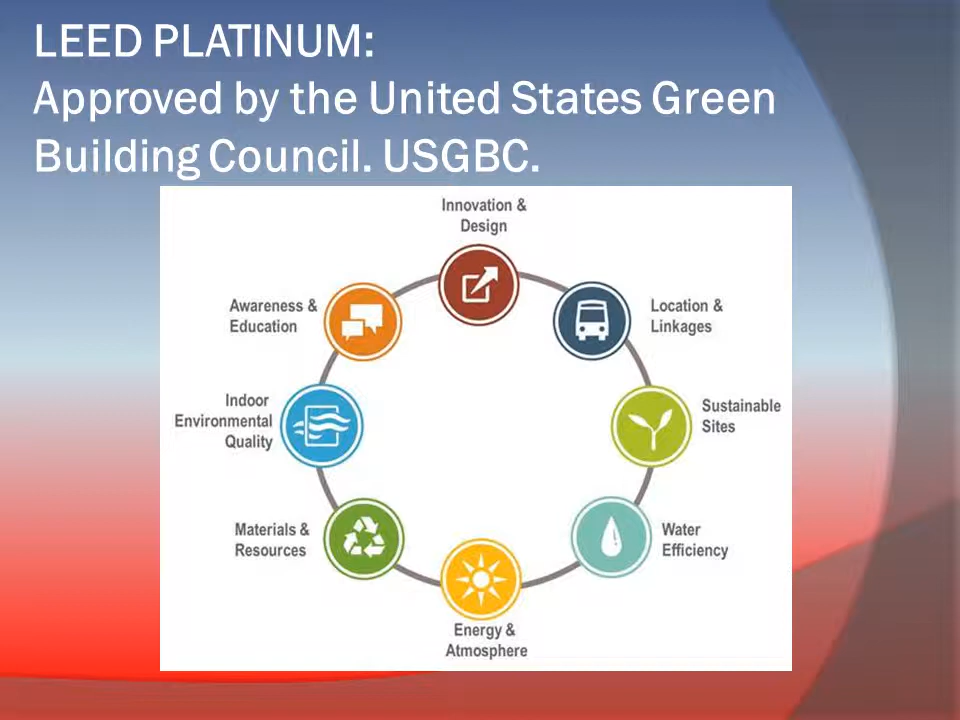 LEED PLATINUM:
Approved by the United States Green
Building Council. USGBC.
Innovation &
Design
Awareness &
Education
Location &
Linkages
Indoor
Environmental
Quality
Sustainable
Sites
Materials &
Resources
Water
Efficiency
Energy &
Atmosphere